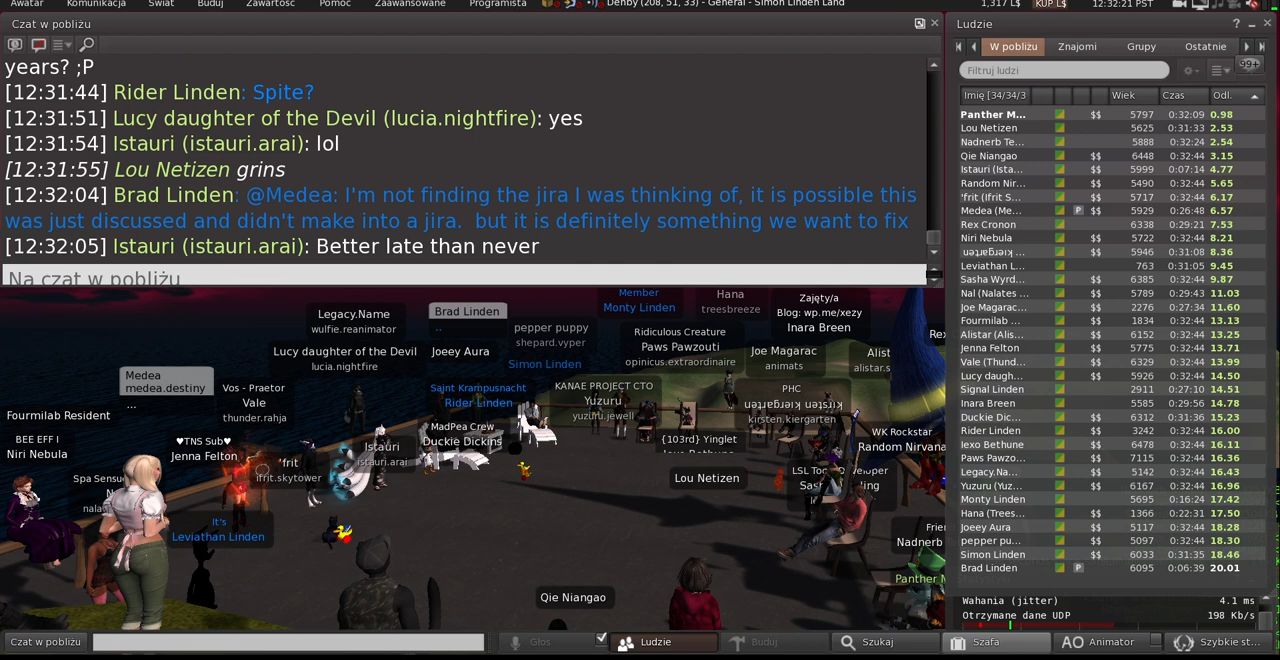 Awatar Komunikacja Świat Buduj Zawartość Pomoc Zaawansowane Programista Denby (208, 51, 33) - General - Simon Linden Land 1,317 L$ KUP L$ 12:32:21 PST
Czat w pobliżu
years? ;P
[12:31:44] Rider Linden: Spite?
[12:31:51] Lucy daughter of the Devil (lucia.nightfire): yes
[12:31:54] Istauri (istauri.arai): lol
[12:31:55] Lou Netizen grins
[12:32:04] Brad Linden: @Medea: I'm not finding the jira I was thinking of, it is possible this
was just discussed and didn't make into a jira. but it is definitely something we want to fix
[12:32:05] Istauri (istauri.arai): Better late than never
Na czat w pobliżu
Member
Monty Linden
Hana
treesbreeze
Zajęty/a
Blog: wp.me/xezy
Inara Breen
Legacy.Name
wulfie.reanimator
Brad Linden
..
pepper puppy
shepard.vyper
Ridiculous Creature
Paws Pawzouti
opinicus.extraordinaire
Rex
Lucy daughter of the Devil
lucia.nightfire
Joeey Aura
Simon Linden
Joe Magarac
animats
Alist
alistar.s
Medea
medea.destiny
...
Vos - Praetor
Vale
thunder.rahja
Saint Krampusnacht
Rider Linden
KANAE PROJECT CTO
Yuzuru
yuzuru.jewell
PHC
kirsten.kiergarten
Fourmilab Resident
BEE EFF I
Niri Nebula
♥TNS Sub♥
Jenna Felton
MadPea Crew
Duckie Dickins
{103rd} Yinglet
Iexo Bethune
WK Rockstar
Random Nirvana
Istauri
istauri.arai
'frit
ifrit.skytower
Spa Sensu
nala
Lou Netizen
LSL
It's
Leviathan Linden
Nadnerb
Panther M
Qie Niangao
Ludzie
? _ ×
W pobliżu Znajomi Grupy Ostatnie
Filtruj ludzi 99+
Imię [34/34/3 Wiek Czas Odl.
Panther M... $$ 5797 0:32:09 0.98
Lou Netizen 5625 0:31:33 2.53
Nadnerb Te... 5888 0:32:24 2.54
Qie Niangao $$ 6448 0:32:44 3.15
Istauri (Ista... $$ 5999 0:07:14 4.77
Random Nir... $$ 5490 0:32:44 5.65
'frit (Ifrit S... $$ 5717 0:32:44 6.17
Medea (Me... P $$ 5929 0:26:48 6.57
Rex Cronon 6338 0:29:21 7.53
Niri Nebula $$ 5722 0:32:44 8.21
$$ 5946 0:31:08 8.36
Leviathan L... 763 0:31:05 9.45
Sasha Wyrd... $$ 6385 0:32:44 9.87
Nal (Nalates ... $$ 5789 0:29:43 11.03
Joe Magarac... $$ 2276 0:27:34 11.60
Fourmilab ... $$ 1834 0:32:44 13.13
Alistar (Alis... $$ 6152 0:32:44 13.25
Jenna Felton $$ 5775 0:32:44 13.71
Vale (Thund... $$ 6329 0:32:44 13.99
Lucy daugh... $$ 5926 0:32:44 14.50
Signal Linden 2911 0:27:10 14.51
Inara Breen 5585 0:29:56 14.78
Duckie Dic... $$ 6312 0:31:36 15.23
Rider Linden $$ 3242 0:32:44 16.00
Iexo Bethune $$ 6478 0:32:44 16.11
Paws Pawzo... $$ 7115 0:32:44 16.36
Legacy.Na... $$ 5142 0:32:44 16.43
Yuzuru (Yuz... $$ 6167 0:32:44 16.96
Monty Linden 5695 0:16:24 17.42
Hana (Trees... $$ 1366 0:22:31 17.50
Joeey Aura $$ 5117 0:32:44 18.28
pepper pu... $$ 5097 0:32:44 18.30
Simon Linden $$ 6033 0:31:35 18.46
Brad Linden P 6095 0:06:39 20.01
Wahania (jitter) 4.1 ms
Otrzymane dane UDP 198 Kb/s
Czat w pobliżu Głos Ludzie Buduj Szukaj Szafa AO Animator Szybkie st...